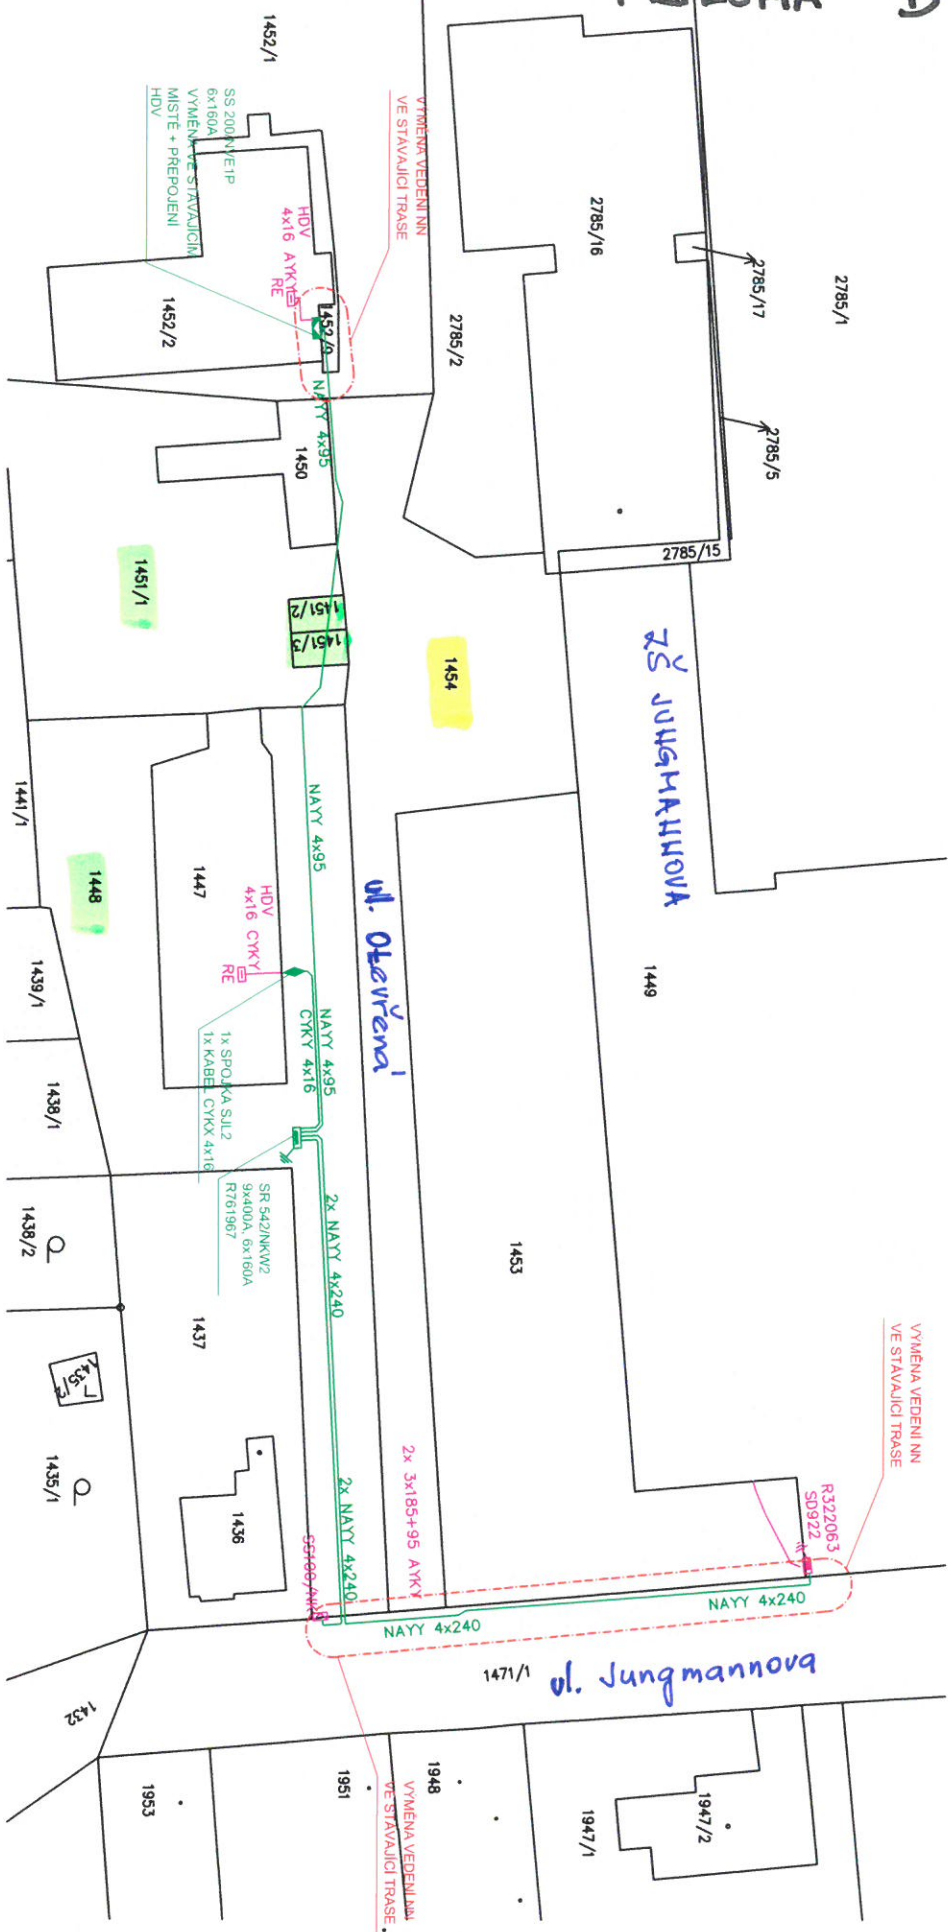 1452/1
SS 200/NVE1P
6x160A
VÝMĚNA VE STÁVAJÍCÍM
MÍSTĚ + PŘEPOJENÍ
HDV
VÝMĚNA VEDENÍ NN
VE STÁVAJÍCÍ TRASE
HDV
4x16 AYKY
RE
1452/9
1452/2
2785/16
2785/17
2785/1
2785/2
2785/5
2785/15
NAYY 4x95
1450
1451/1
1451/2
1451/3
1454
ZŠ JUNGMANNOVA
1441/1
1448
1447
NAYY 4x95
HDV
4x16 CYKY
RE
ul. Otevřená
1449
1439/1
1438/1
NAYY 4x95
CYKY 4x16
1x SPOJKA SJL2
1x KABEL CYKX 4x16
SR 542/NKW2
9x400A, 6x160A
R761967
2x NAYY 4x240
1453
1438/2
1437
1435/1
1436
2x 3x185+95 AYKY
2x NAYY 4x240
VÝMĚNA VEDENÍ NN
VE STÁVAJÍCÍ TRASE
R322063
SD922
NAYY 4x240
NAYY 4x240
1471/1
ul. Jungmannova
1432
1953
1951
1948
VÝMĚNA VEDENÍ NN
VE STÁVAJÍCÍ TRASE
1947/1
1947/2